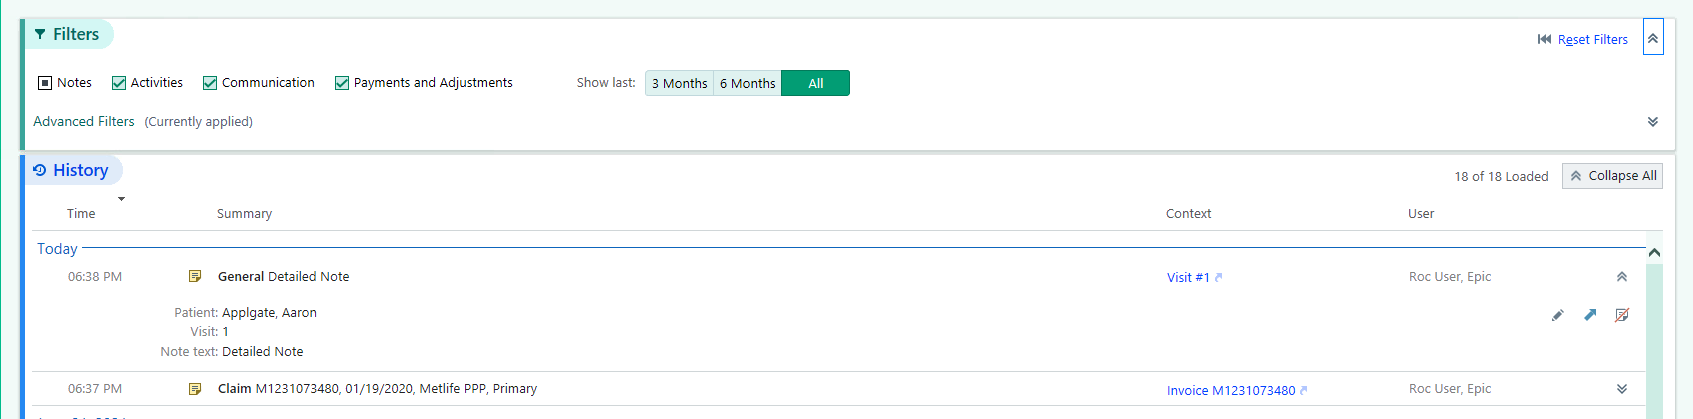 Filters
Reset Filters
Notes Activities Communication Payments and Adjustments Show last: 3 Months 6 Months All
Advanced Filters (Currently applied)
History
18 of 18 Loaded Collapse All
Time Summary Context User
Today
06:38 PM General Detailed Note Visit #1 Roc User, Epic
Patient: Applgate, Aaron
Visit: 1
Note text: Detailed Note
06:37 PM Claim M1231073480, 01/19/2020, Metlife PPP, Primary Invoice M1231073480 Roc User, Epic